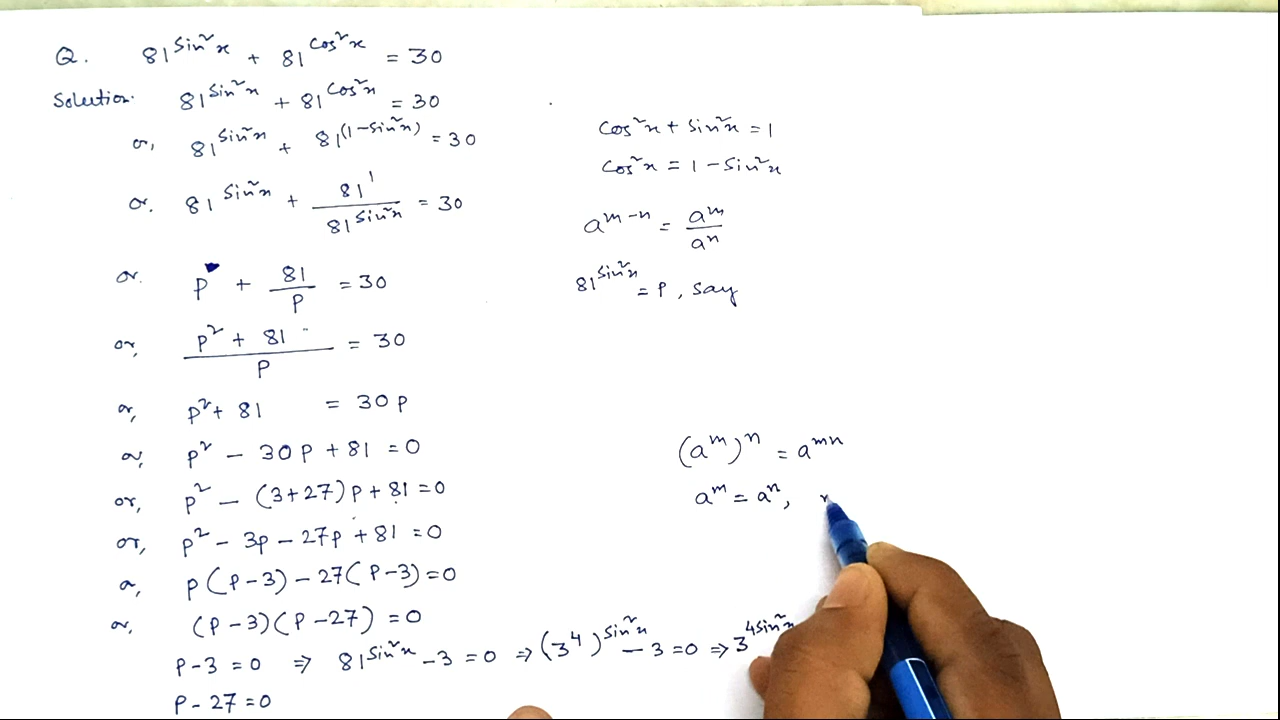 Q. 81^sin²x + 81^cos²x = 30
Solution. 81^sin²x + 81^cos²x = 30
or, 81^sin²x + 81^(1-sin²x) = 30
or. 81^sin²x + 81¹/81^sin²x = 30
or. P + 81/P = 30
or, (P² + 81)/P = 30
or, P² + 81 = 30P
or, P² - 30P + 81 = 0
or, P² - (3+27)P + 81 = 0
or, P² - 3P - 27P + 81 = 0
or, P(P-3) - 27(P-3) = 0
or, (P-3)(P-27) = 0
P-3 = 0 ⇒ 81^sin²x - 3 = 0 ⇒ (3⁴)^sin²x - 3 = 0 ⇒ 3^4sin²x
P-27 = 0
cos²x + sin²x = 1
cos²x = 1 - sin²x
a^m-n = a^m/a^n
81^sin²x = P, say
(a^m)^n = a^mn
a^m = a^n,